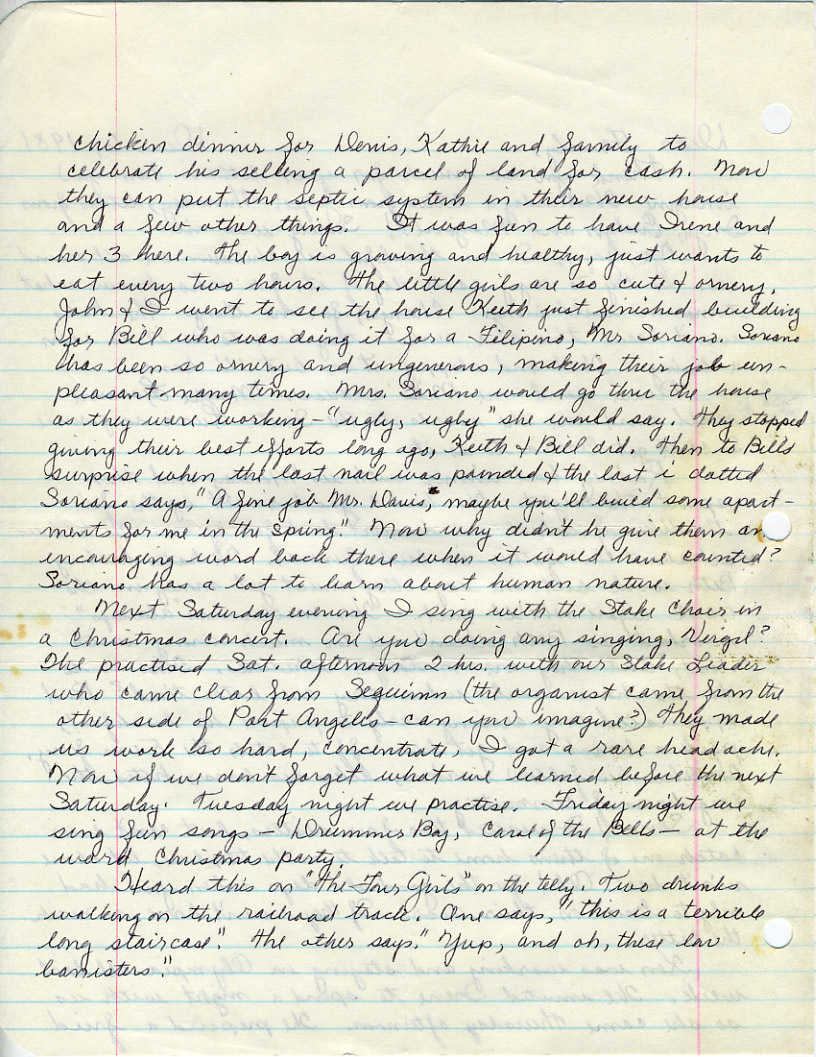 chicken dinner for Denis, Kathie and family to
celebrate his selling a parcel of land for cash. Now
they can put the septic system in their new house
and a few other things. It was fun to have Irene and
her 3 here. The boy is growing and healthy, just wants to
eat every two hours. The little girls are so cute & ornery.
John & I went to see the house Keith just finished building
for Bill who was doing it for a Filipino, Mr Soriano. Soriano
has been so ornery and ungenerous, making their job un-
pleasant many times. Mrs. Soriano would go thru the house
as they were working - "ugly, ugly" she would say. They stopped
giving their best efforts long ago, Keith & Bill did. Then to Bills
surprise when the last nail was pounded & the last i dotted
Soriano says, "A fine job Mr. Davis, maybe you'll build some apart-
ments for me in the Spring." Now why didn't he give them an
encouraging word back there when it would have counted?
Soriano has a lot to learn about human nature.
Next Saturday evening I sing with the Stake Choir in
a Christmas concert. Are you doing any singing, Virgil?
The practised Sat. afternoon 2 hrs. with our Stake Leader
who came clear from Sequimn (the organist came from the
other side of Port Angeles - can you imagine?) They made
us work so hard, concentrate, I got a rare headache.
Now if we don't forget what we learned before the next
Saturday. Tuesday night we practise. Friday night we
sing fun songs - Drummer Boy, Carol of the Bells - at the
ward Christmas party.
Heard this on "The Four Girls" on the telly. Two drunks
walking on the railroad track. One says, "this is a terrible
long staircase". The other says." Yup, and oh, these low
banisters."